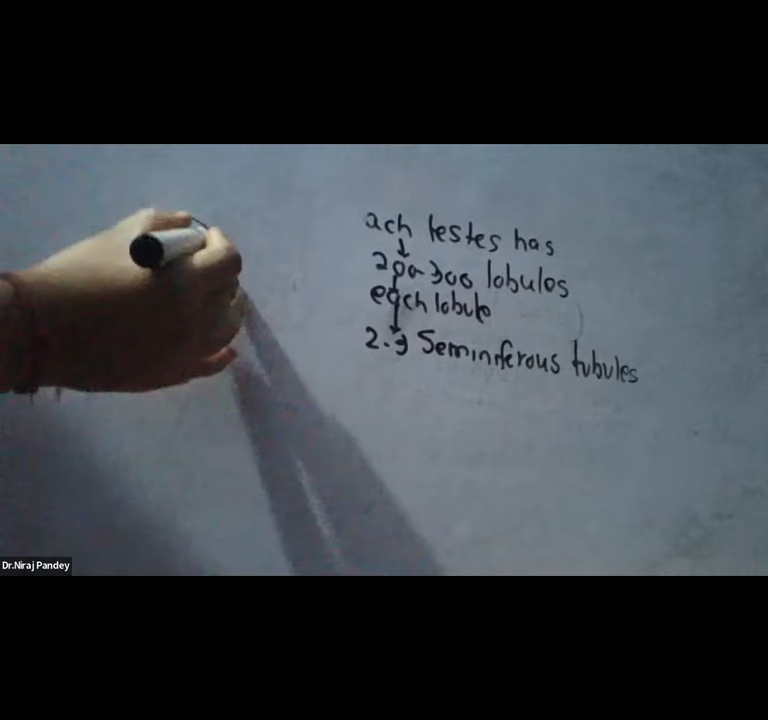 ach testes has
200-300 lobules
each lobule
2-3 Seminiferous tubules
Dr.Niraj Pandey